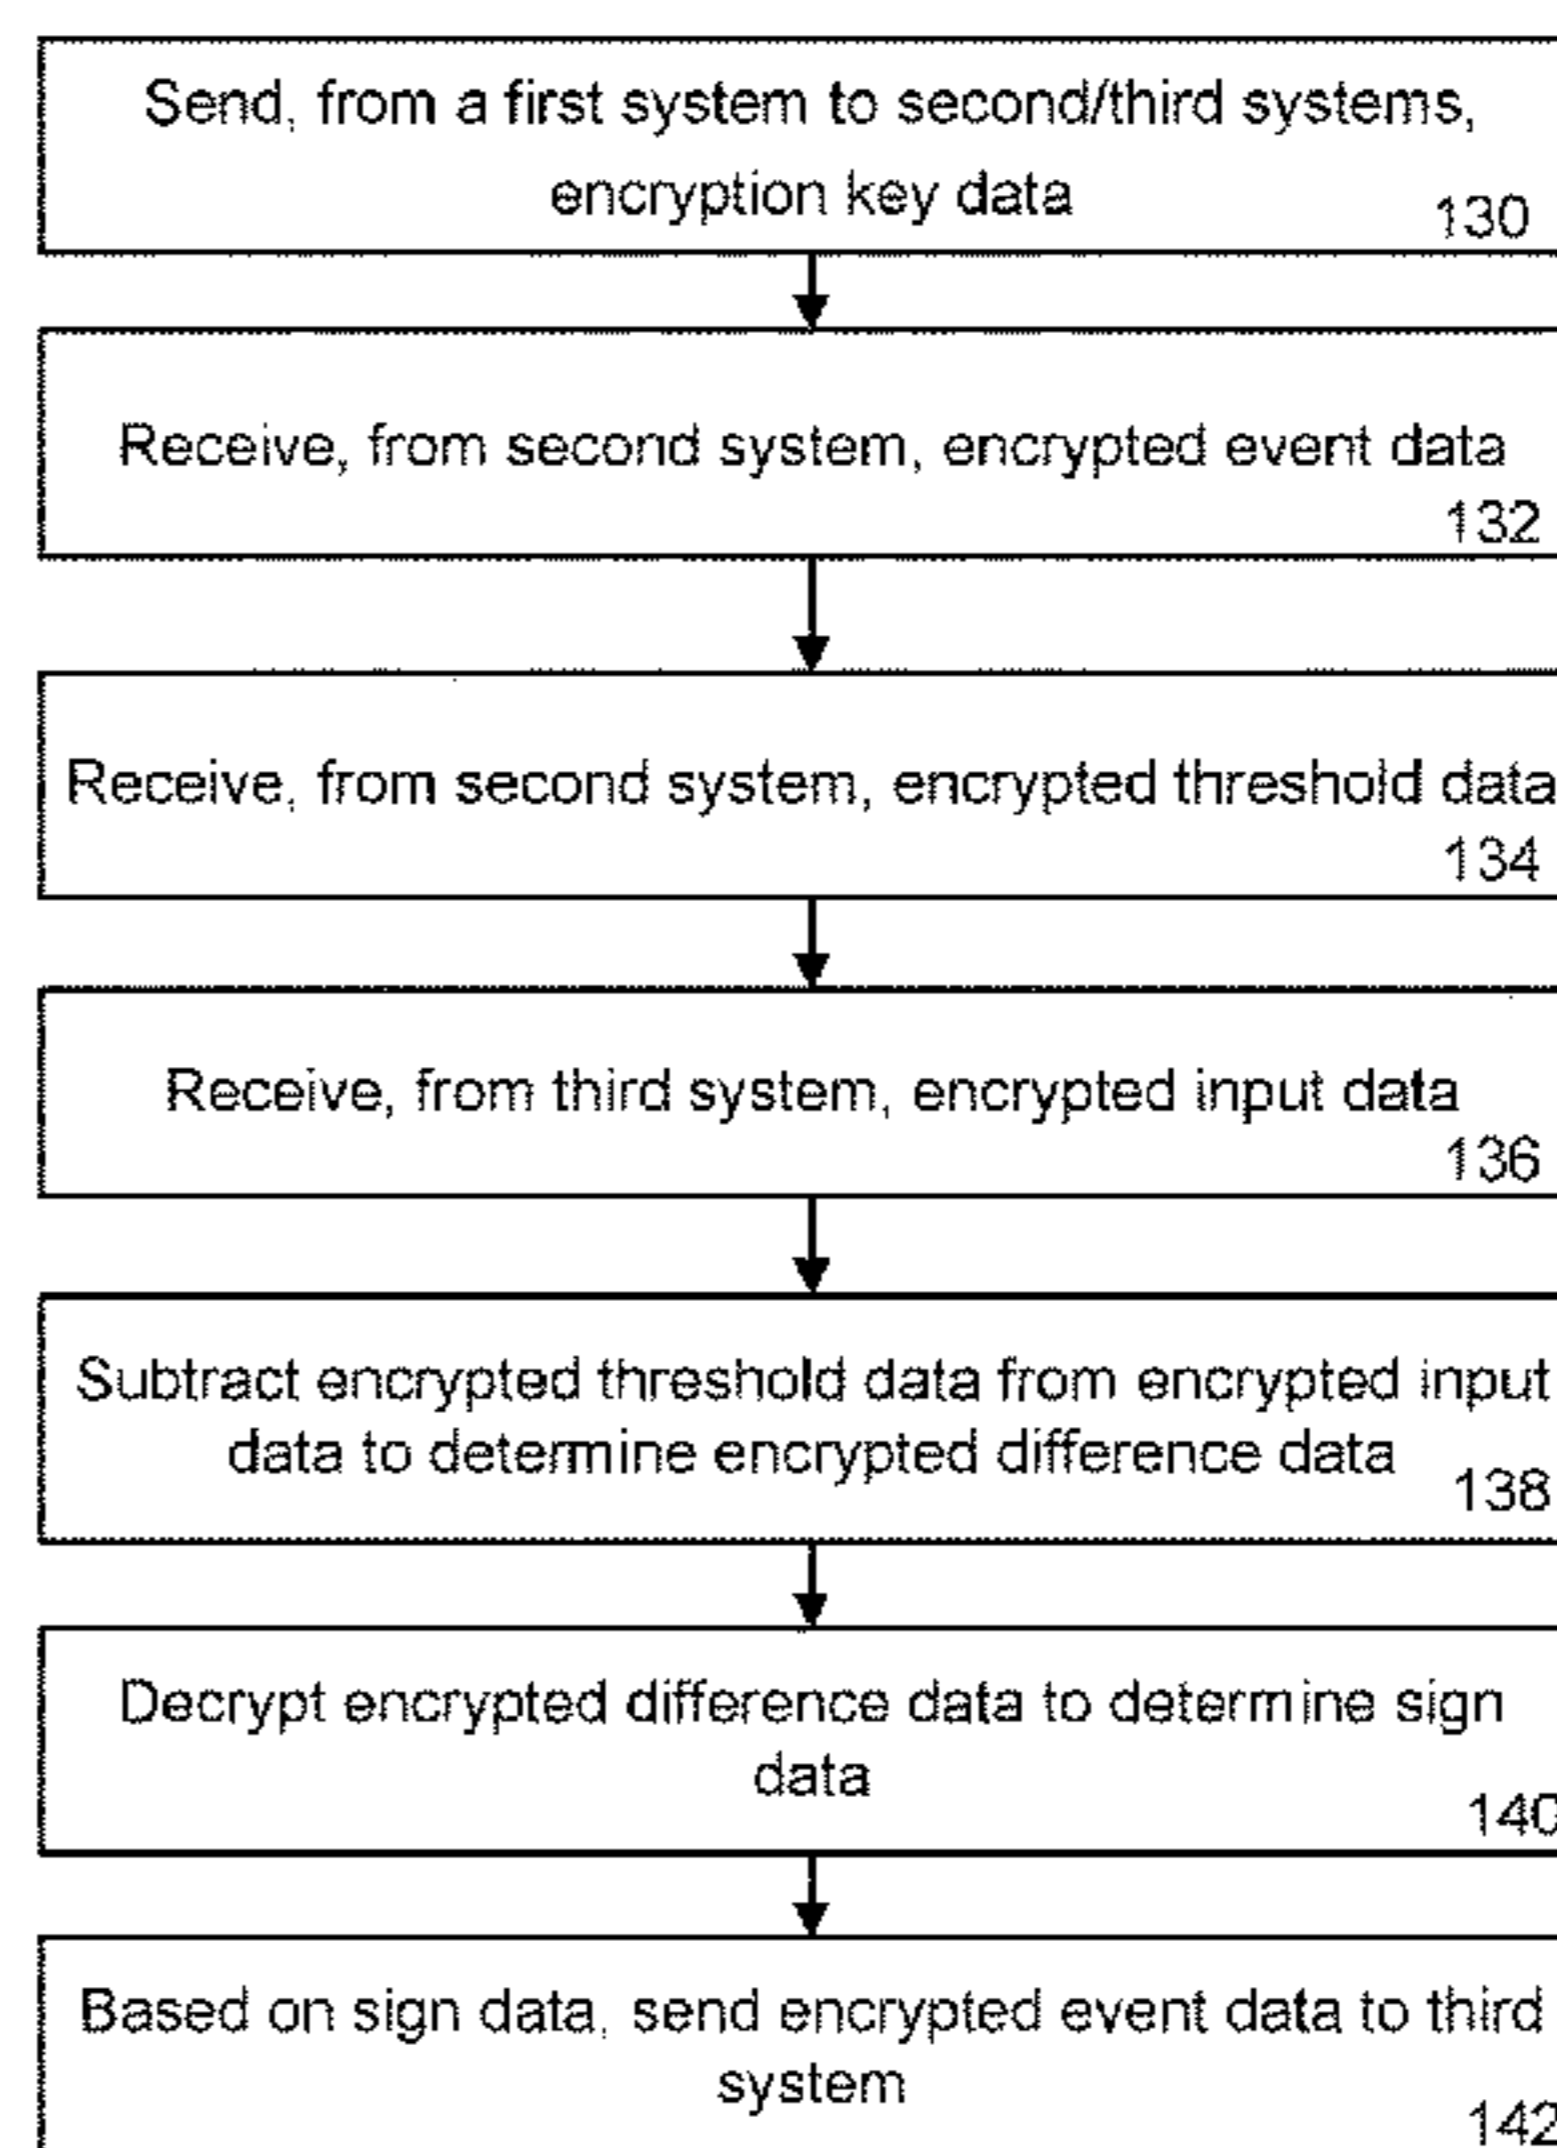 Send, from a first system to second/third systems,
encryption key data
130
Receive, from second system, encrypted event data
132
Receive, from second system, encrypted threshold data
134
Receive, from third system, encrypted input data
136
Subtract encrypted threshold data from encrypted input
data to determine encrypted difference data
138
Decrypt encrypted difference data to determine sign
data
140
Based on sign data, send encrypted event data to third
system
142